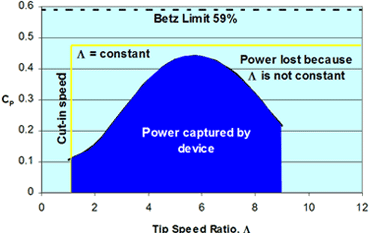 0.6
Betz Limit 59%
0.5
Λ = constant
Power lost because
Λ is not constant
0.4
Cut-in speed
CP
0.3
0.2
Power captured by
device
0.1
0
0 2 4 6 8 10 12
Tip Speed Ratio, Λ